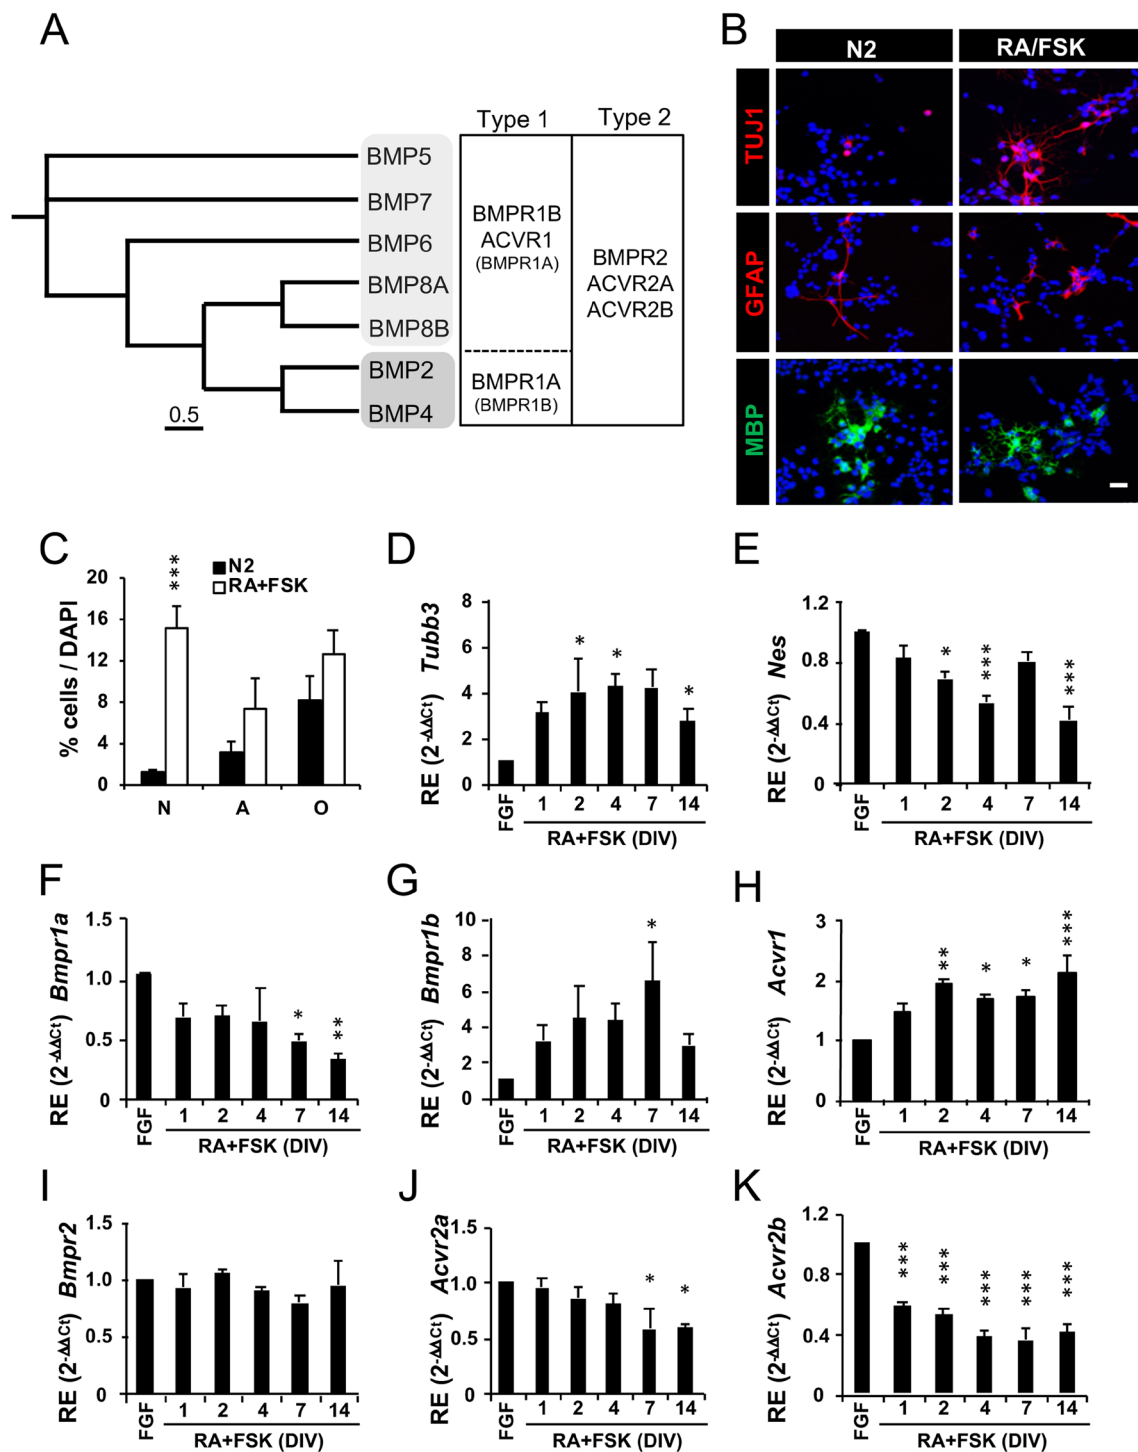 A
Type 1
Type 2
BMP5
BMP7
BMP6
BMP8A
BMP8B
BMP2
BMP4
BMPR1B
ACVR1
(BMPR1A)
BMPR1A
(BMPR1B)
BMPR2
ACVR2A
ACVR2B
0.5
B
N2
RA/FSK
TUJ1
GFAP
MBP
C
N2
RA+FSK
***
% cells / DAPI
20
16
12
8
4
0
N
A
O
D
RE (2-ΔΔCt) Tubb3
8
6
4
2
0
*
*
*
FGF
1
2
4
7
14
RA+FSK (DIV)
E
RE (2-ΔΔCt) Nes
1.2
0.8
0.4
0
*
***
***
FGF
1
2
4
7
14
RA+FSK (DIV)
F
RE (2-ΔΔCt) Bmpr1a
1.5
1.0
0.5
0
*
**
FGF
1
2
4
7
14
RA+FSK (DIV)
G
RE (2-ΔΔCt) Bmpr1b
10
8
6
4
2
0
*
FGF
1
2
4
7
14
RA+FSK (DIV)
H
RE (2-ΔΔCt) Acvr1
3
2
1
0
**
*
*
***
FGF
1
2
4
7
14
RA+FSK (DIV)
I
RE (2-ΔΔCt) Bmpr2
1.5
1.0
0.5
0
FGF
1
2
4
7
14
RA+FSK (DIV)
J
RE (2-ΔΔCt) Acvr2a
1.5
1.0
0.5
0
*
*
FGF
1
2
4
7
14
RA+FSK (DIV)
K
RE (2-ΔΔCt) Acvr2b
1.2
0.8
0.4
0
***
***
***
***
***
FGF
1
2
4
7
14
RA+FSK (DIV)